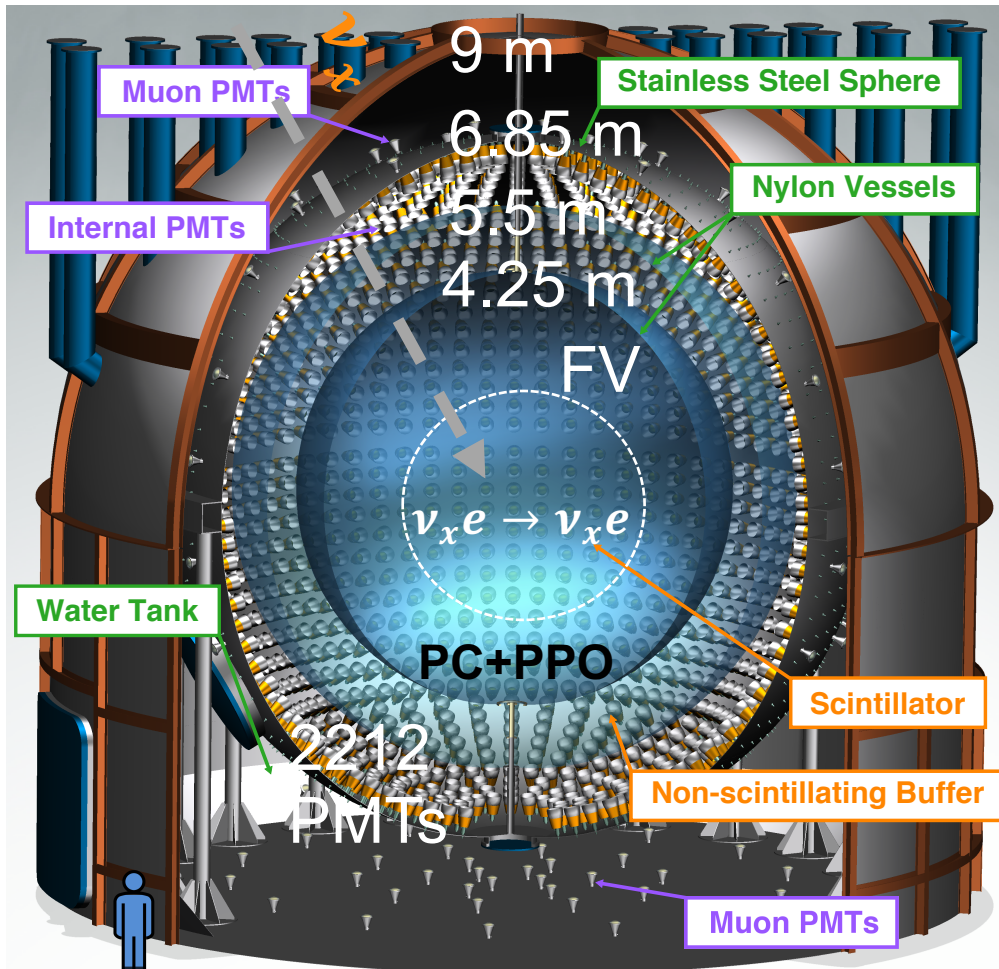 9 m
Stainless Steel Sphere
Muon PMTs
6.85 m
Nylon Vessels
Internal PMTs
5.5 m
4.25 m
FV
νₓe → νₓe
Water Tank
PC+PPO
Scintillator
2212
PMTs
Non-scintillating Buffer
Muon PMTs